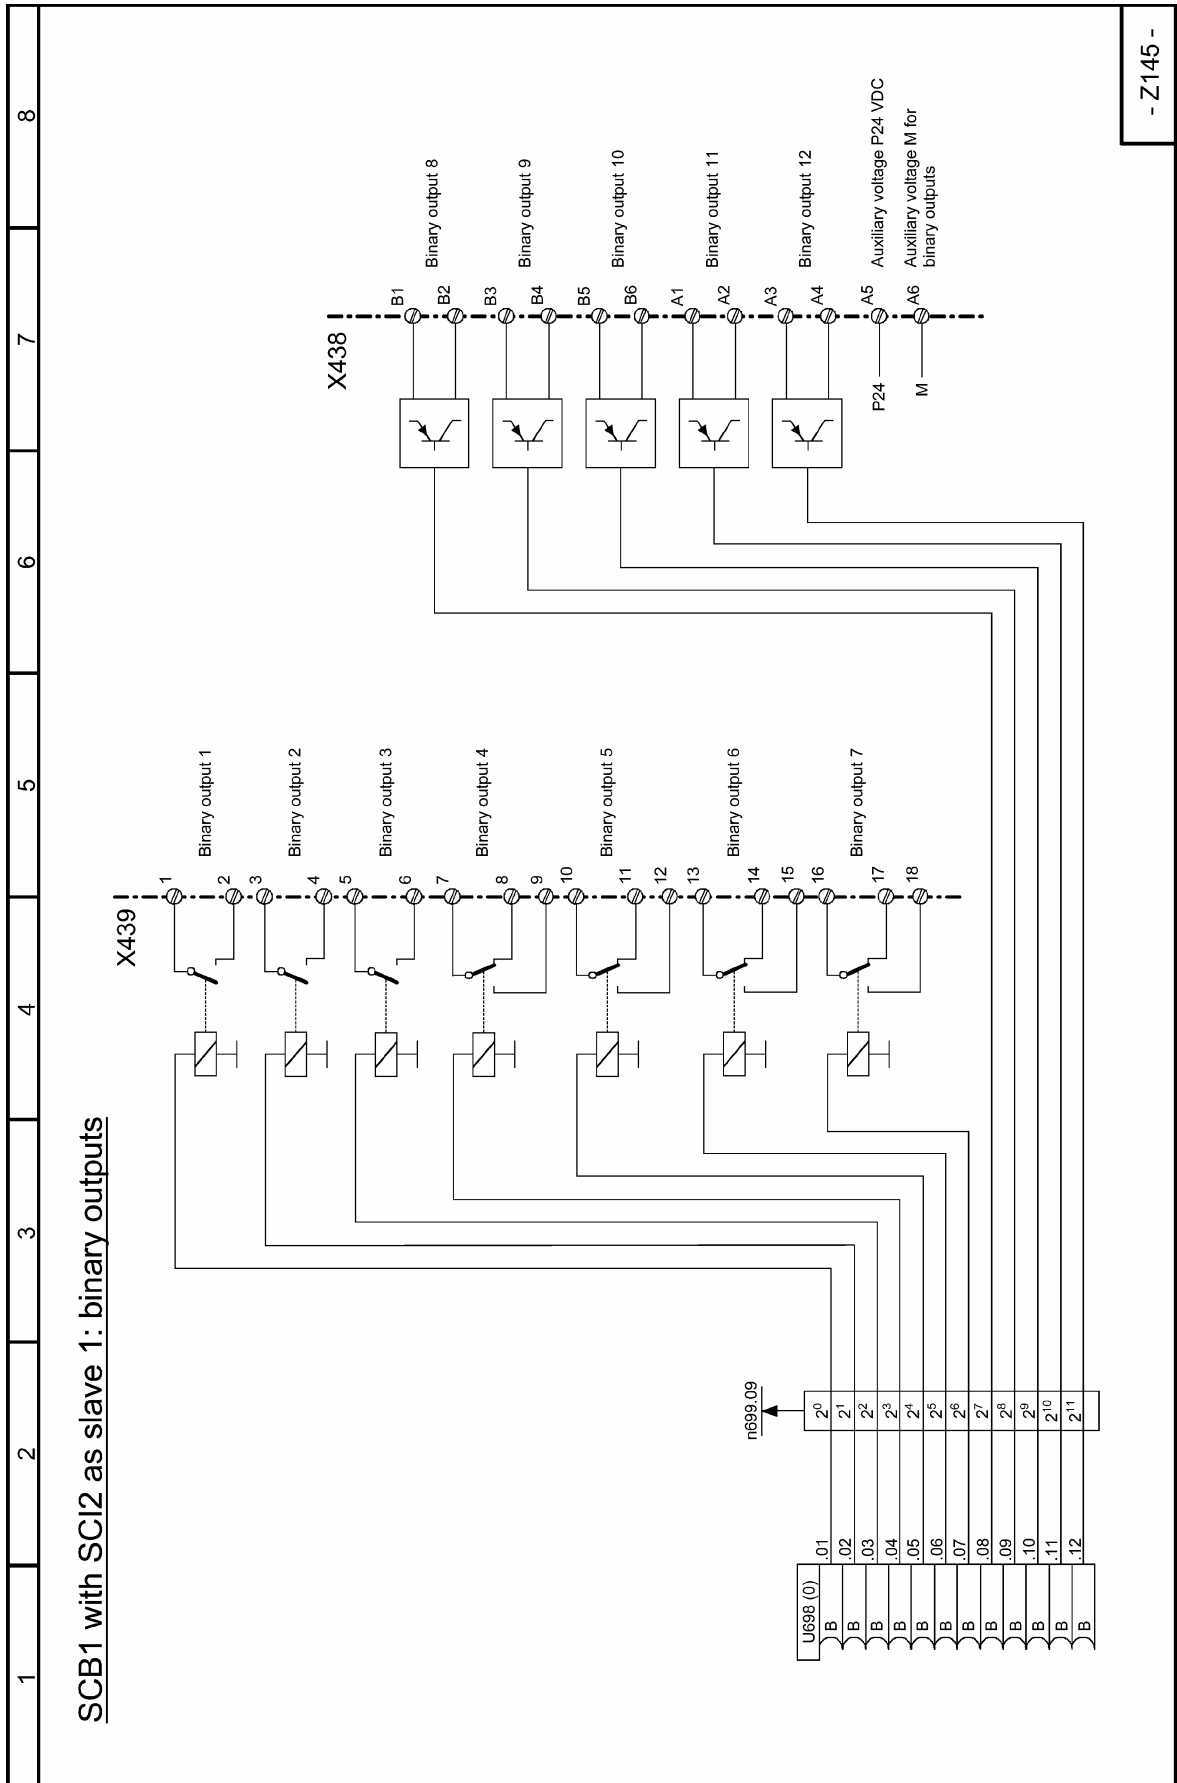 1
2
3
4
5
6
7
8
SCB1 with SCI2 as slave 1: binary outputs
X439
1
2
Binary output 1
3
4
Binary output 2
5
6
Binary output 3
7
8
9
Binary output 4
10
11
12
Binary output 5
13
14
15
Binary output 6
16
17
18
Binary output 7
X438
B1
B2
Binary output 8
B3
B4
Binary output 9
B5
B6
Binary output 10
A1
A2
Binary output 11
A3
A4
Binary output 12
P24
A5
Auxiliary voltage P24 VDC
M
A6
Auxiliary voltage M for
binary outputs
n699.09
U698 (0)
B .01 2⁰
B .02 2¹
B .03 2²
B .04 2³
B .05 2⁴
B .06 2⁵
B .07 2⁶
B .08 2⁷
B .09 2⁸
B .10 2⁹
B .11 2¹⁰
B .12 2¹¹
- Z145 -